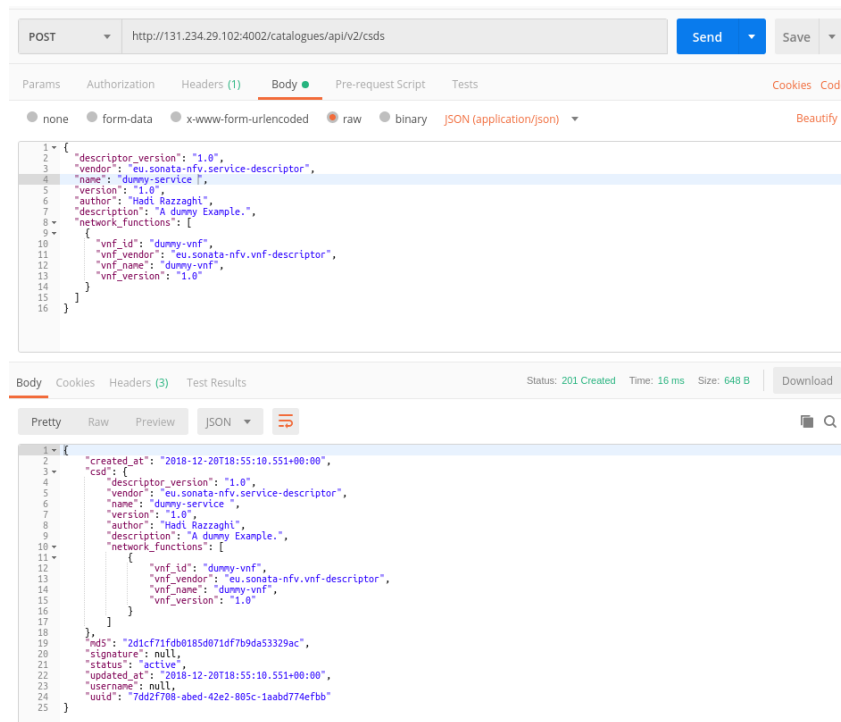 POST http://131.234.29.102:4002/catalogues/api/v2/csds Send Save
Params Authorization Headers (1) Body Pre-request Script Tests Cookies Cod
none form-data x-www-form-urlencoded raw binary JSON (application/json) Beautify
1 {
2 "descriptor_version": "1.0",
3 "vendor": "eu.sonata-nfv.service-descriptor",
4 "name": "dummy-service ",
5 "version": "1.0",
6 "author": "Hadi Razzaghi",
7 "description": "A dummy Example.",
8 "network_functions": [
9 {
10 "vnf_id": "dummy-vnf",
11 "vnf_vendor": "eu.sonata-nfv.vnf-descriptor",
12 "vnf_name": "dummy-vnf",
13 "vnf_version": "1.0"
14 }
15 ]
16 }
Body Cookies Headers (3) Test Results Status: 201 Created Time: 16 ms Size: 648 B Download
Pretty Raw Preview JSON
1 {
2 "created_at": "2018-12-20T18:55:10.551+00:00",
3 "csd": {
4 "descriptor_version": "1.0",
5 "vendor": "eu.sonata-nfv.service-descriptor",
6 "name": "dummy-service ",
7 "version": "1.0",
8 "author": "Hadi Razzaghi",
9 "description": "A dummy Example.",
10 "network_functions": [
11 {
12 "vnf_id": "dummy-vnf",
13 "vnf_vendor": "eu.sonata-nfv.vnf-descriptor",
14 "vnf_name": "dummy-vnf",
15 "vnf_version": "1.0"
16 }
17 ]
18 },
19 "md5": "2d1cf71fdb0185d071df7b9da53329ac",
20 "signature": null,
21 "status": "active",
22 "updated_at": "2018-12-20T18:55:10.551+00:00",
23 "username": null,
24 "uuid": "7dd2f708-abed-42e2-805c-1aabd774efbb"
25 }